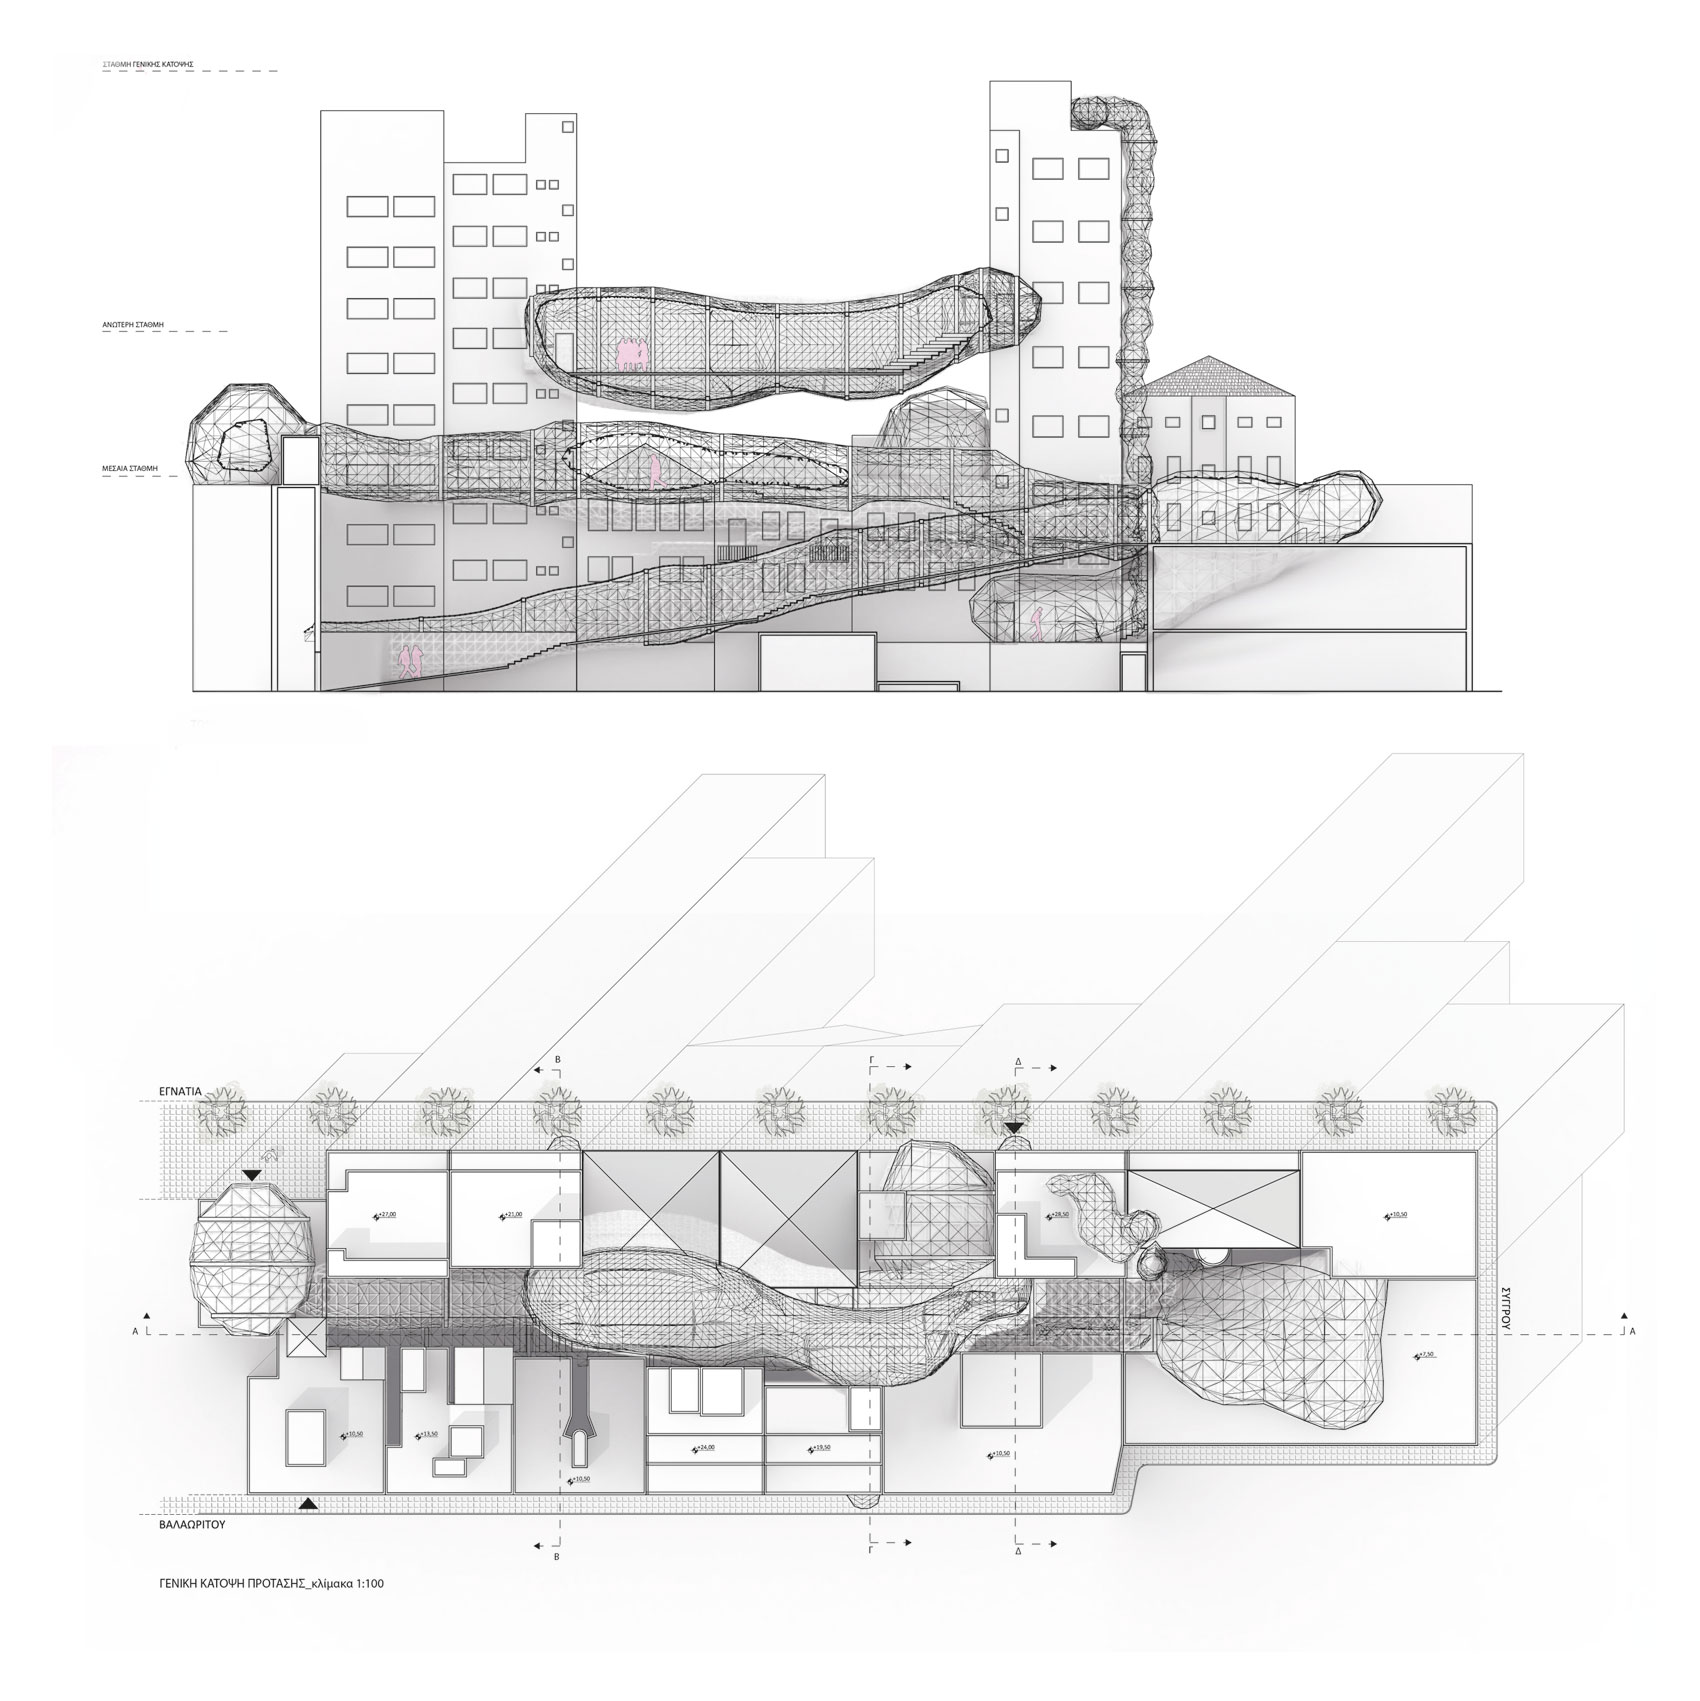 ΣΤΑΘΜΗ ΓΕΝΙΚΗΣ ΚΑΤΟΨΗΣ
ΑΝΩΤΕΡΗ ΣΤΑΘΜΗ
ΜΕΣΑΙΑ ΣΤΑΘΜΗ
Β
Γ
Δ
ΕΓΝΑΤΙΑ
+27,00
+21,00
+28,50
+10,50
ΣΥΓΓΡΟΥ
Α
Α
+7,50
+10,50
+13,50
+24,00
+19,50
+10,50
+10,50
ΒΑΛΑΩΡΙΤΟΥ
Β
Γ
Δ
ΓΕΝΙΚΗ ΚΑΤΟΨΗ ΠΡΟΤΑΣΗΣ_κλίμακα 1:100